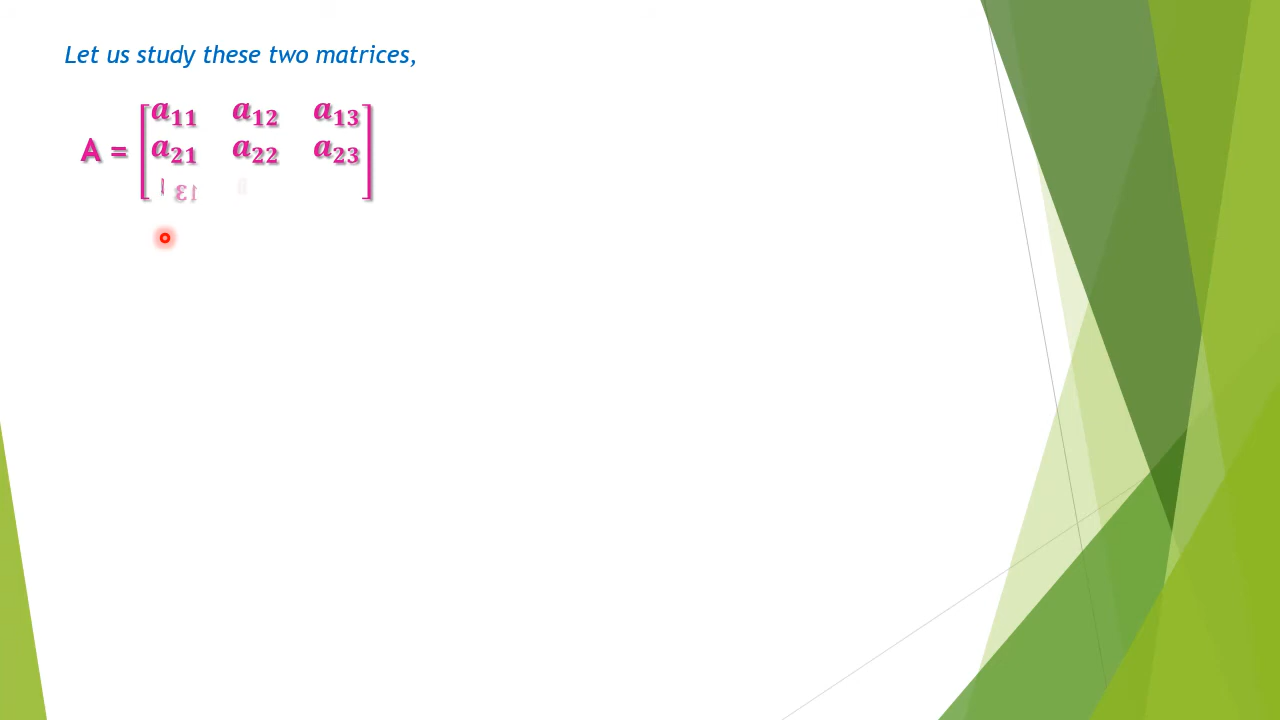 Let us study these two matrices,
a₁₁ a₁₂ a₁₃
A = [a₂₁ a₂₂ a₂₃]